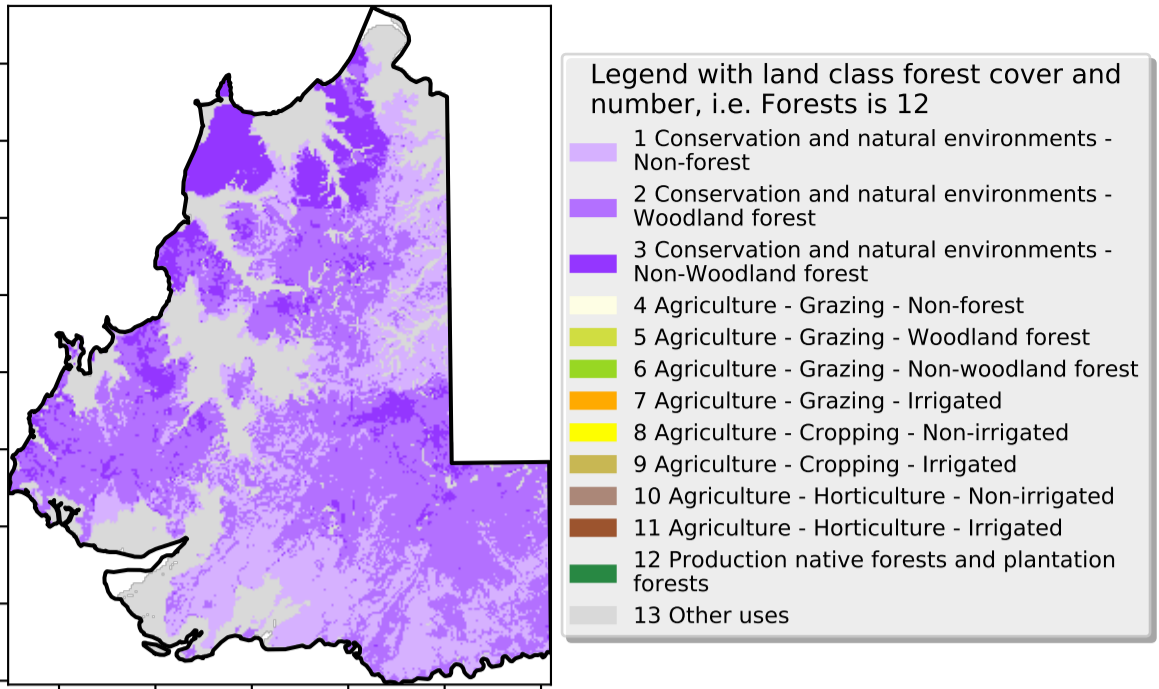 Legend with land class forest cover and
number, i.e. Forests is 12
1 Conservation and natural environments -
Non-forest
2 Conservation and natural environments -
Woodland forest
3 Conservation and natural environments -
Non-Woodland forest
4 Agriculture - Grazing - Non-forest
5 Agriculture - Grazing - Woodland forest
6 Agriculture - Grazing - Non-woodland forest
7 Agriculture - Grazing - Irrigated
8 Agriculture - Cropping - Non-irrigated
9 Agriculture - Cropping - Irrigated
10 Agriculture - Horticulture - Non-irrigated
11 Agriculture - Horticulture - Irrigated
12 Production native forests and plantation
forests
13 Other uses